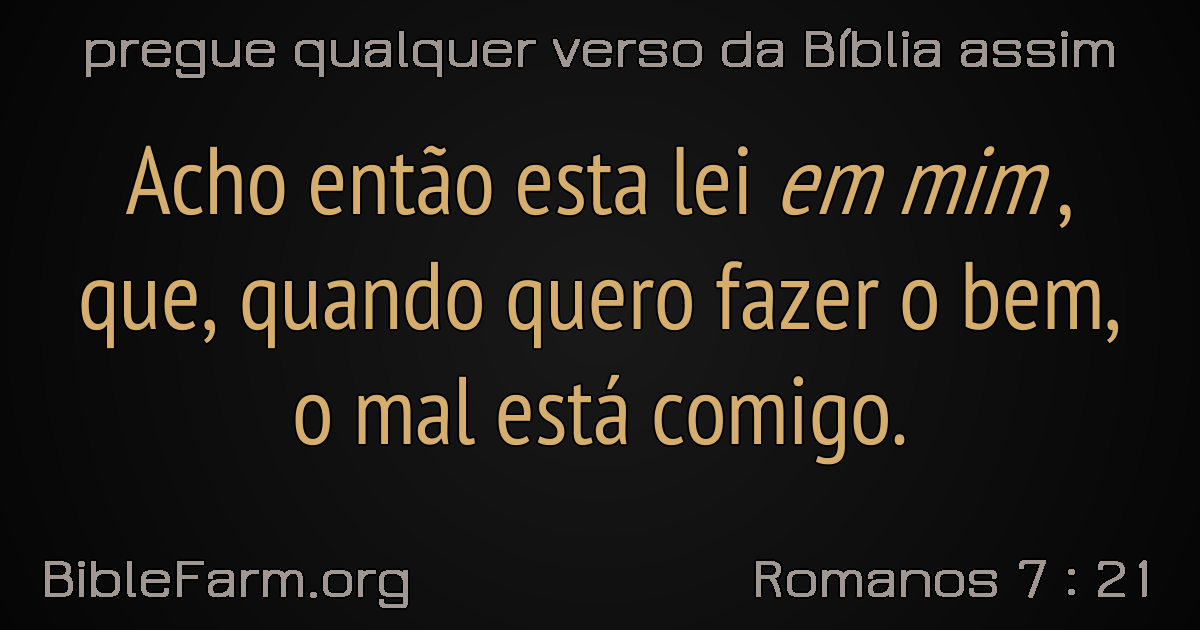 pregue qualquer verso da Bíblia assim
Acho então esta lei em mim,
que, quando quero fazer o bem,
o mal está comigo.
BibleFarm.org
Romanos 7 : 21